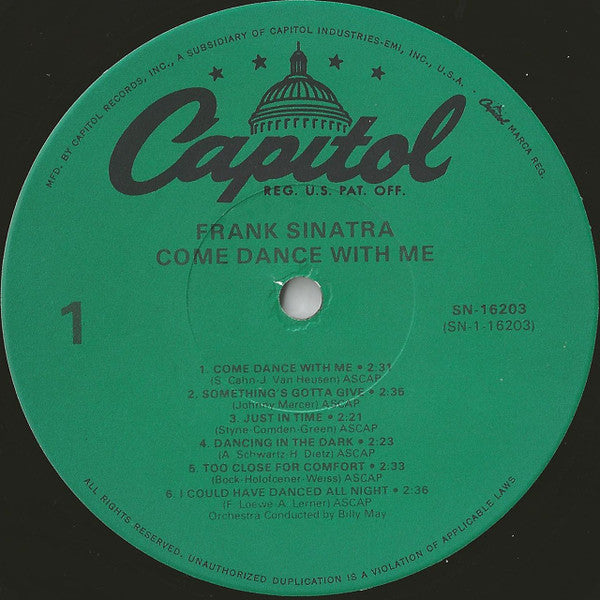 MFD. BY CAPITOL RECORDS, INC., A SUBSIDIARY OF CAPITOL INDUSTRIES-EMI, INC., U.S.A. • Capitol MARCA REG.
Capitol
REG. U.S. PAT. OFF.
FRANK SINATRA
COME DANCE WITH ME
1
SN-16203
(SN-1-16203)
1. COME DANCE WITH ME • 2:31
(S. Cahn-J. Van Heusen) ASCAP
2. SOMETHING'S GOTTA GIVE • 2:35
(Johnny Mercer) ASCAP
3. JUST IN TIME • 2:21
(Styne-Comden-Green) ASCAP
4. DANCING IN THE DARK • 2:23
(A. Schwartz-H. Dietz) ASCAP
5. TOO CLOSE FOR COMFORT • 2:33
(Bock-Holofcener-Weiss) ASCAP
6. I COULD HAVE DANCED ALL NIGHT • 2:36
(F. Loewe-A. Lerner) ASCAP
Orchestra Conducted by Billy May
ALL RIGHTS RESERVED. UNAUTHORIZED DUPLICATION IS A VIOLATION OF APPLICABLE LAWS